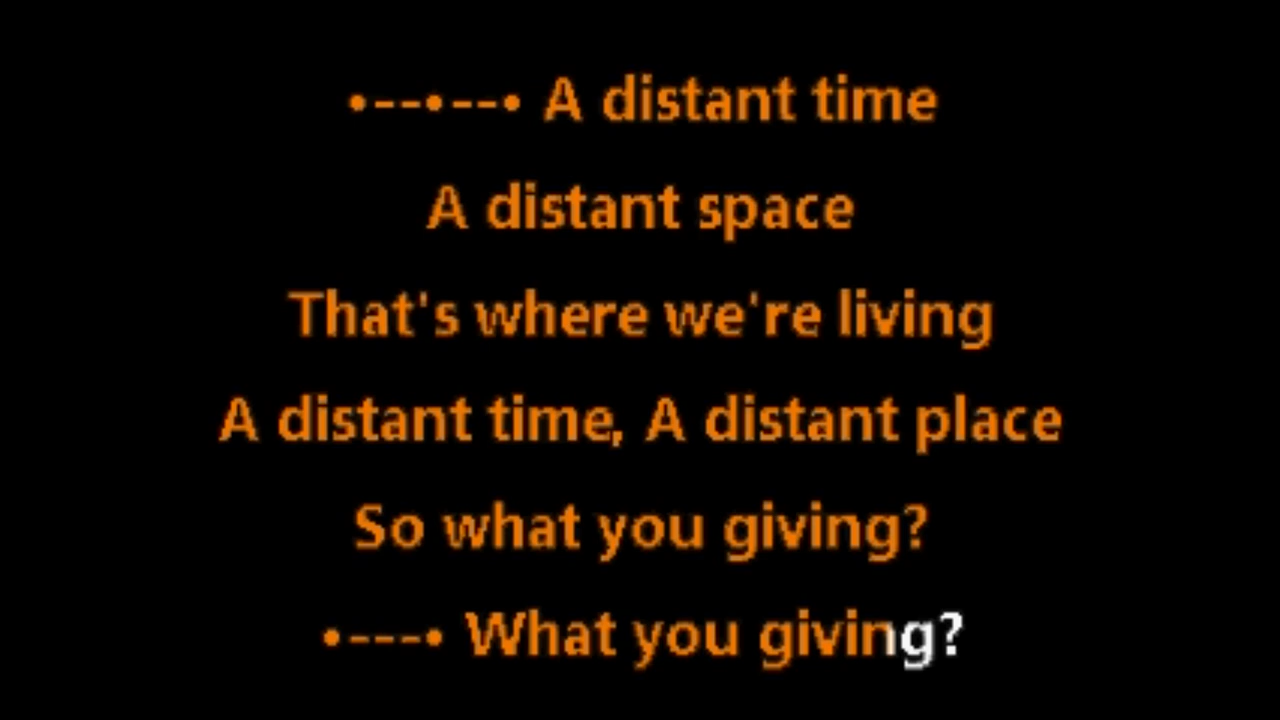 •--•--• A distant time
A distant space
That's where we're living
A distant time, A distant place
So what you giving?
•---• What you giving?